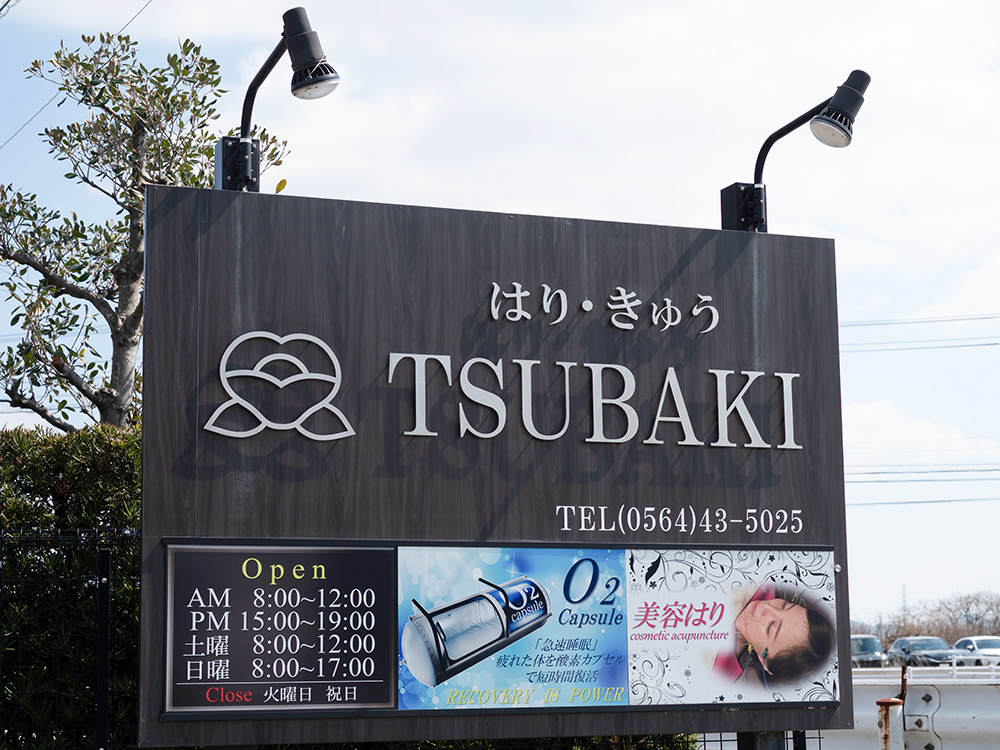 はり・きゅう
TSUBAKI
TEL(0564)43-5025
Open
AM 8:00~12:00
PM 15:00~19:00
土曜 8:00~12:00
日曜 8:00~17:00
Close 火曜日 祝日
O2
Capsule
O2
capsule
「急速睡眠」
疲れた体を酸素カプセル
で短時間復活
RECOVERY IS POWER
美容はり
cosmetic acupuncture